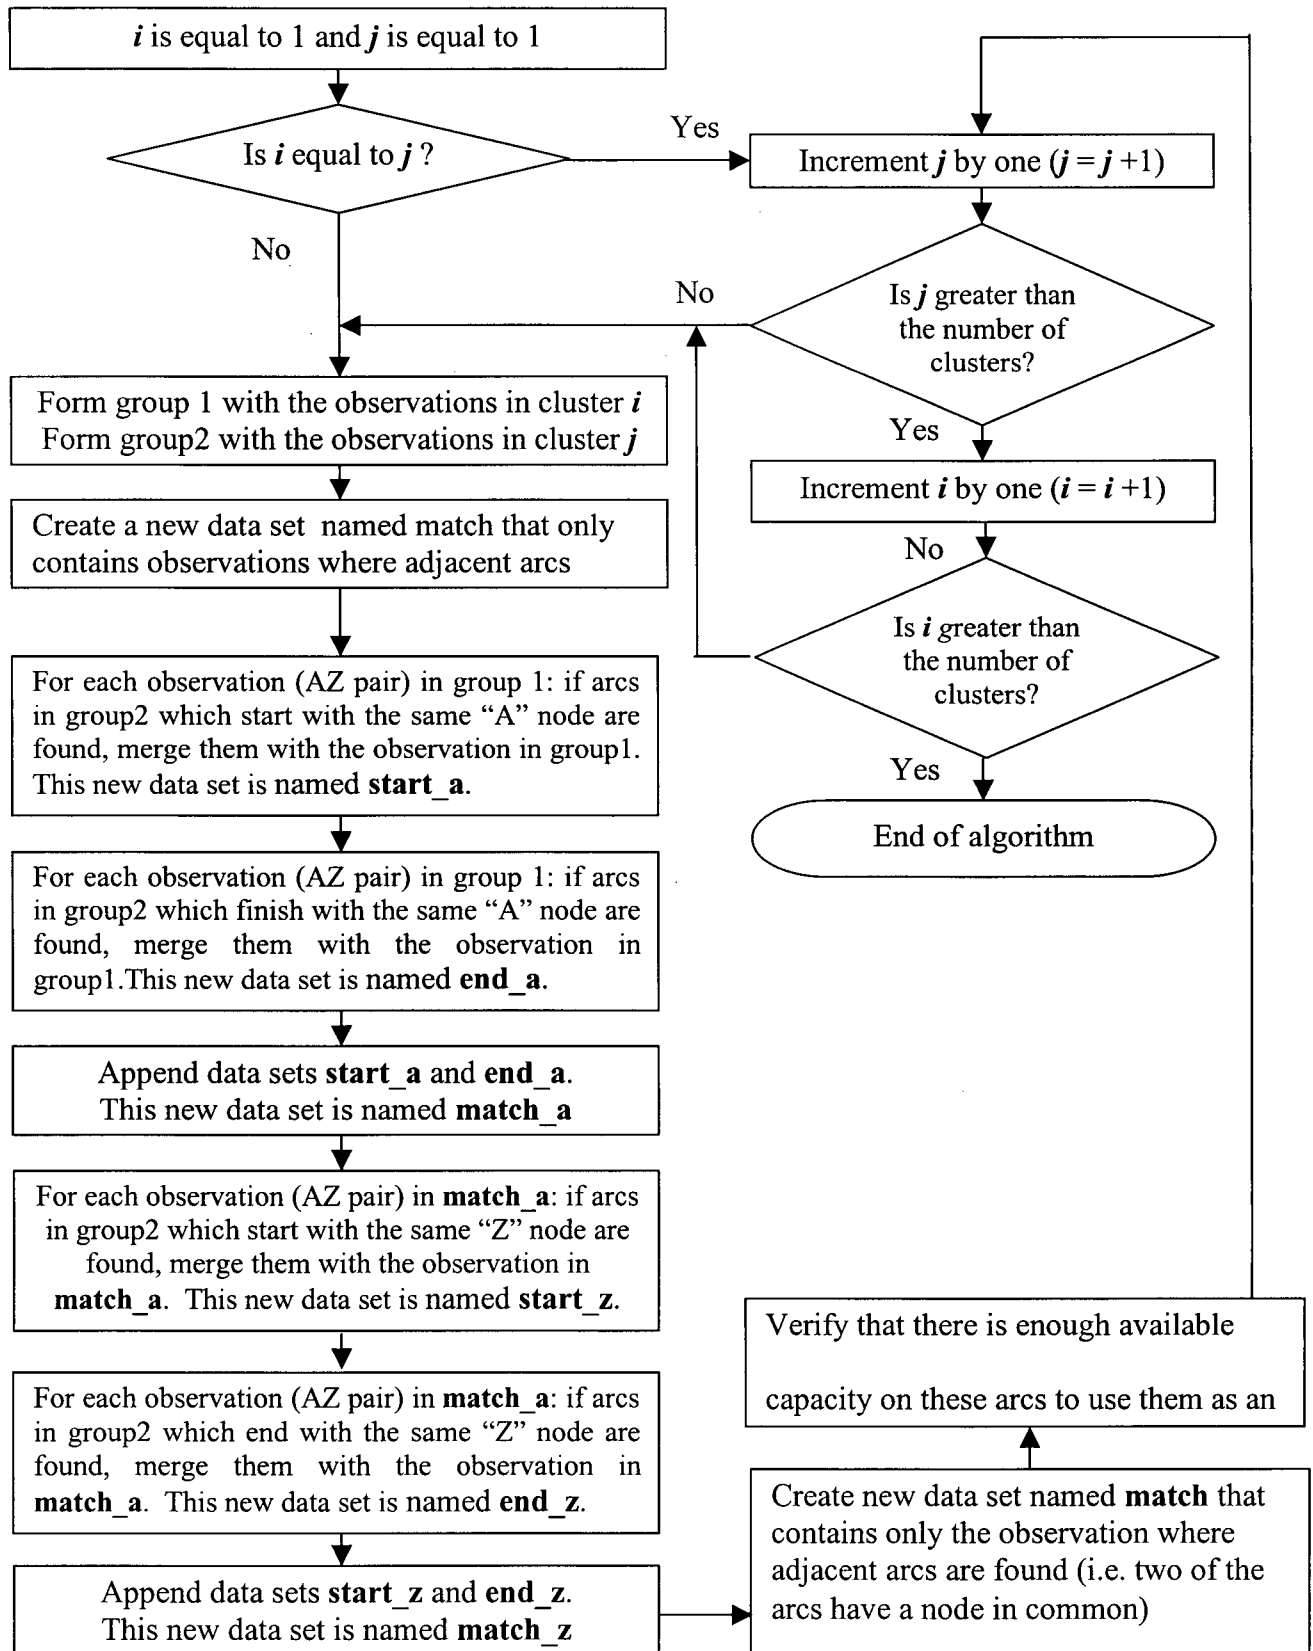 i is equal to 1 and j is equal to 1
Is i equal to j ?
Yes
No
Increment j by one (j = j +1)
Is j greater than
the number of
clusters?
No
Yes
Increment i by one (i = i +1)
No
Is i greater than
the number of
clusters?
Yes
End of algorithm
Form group 1 with the observations in cluster i
Form group2 with the observations in cluster j
Create a new data set named match that only
contains observations where adjacent arcs
For each observation (AZ pair) in group 1: if arcs
in group2 which start with the same “A” node are
found, merge them with the observation in group1.
This new data set is named start_a.
For each observation (AZ pair) in group 1: if arcs
in group2 which finish with the same “A” node are
found, merge them with the observation in
group1.This new data set is named end_a.
Append data sets start_a and end_a.
This new data set is named match_a
For each observation (AZ pair) in match_a: if arcs
in group2 which start with the same “Z” node are
found, merge them with the observation in
match_a. This new data set is named start_z.
For each observation (AZ pair) in match_a: if arcs
in group2 which end with the same “Z” node are
found, merge them with the observation in
match_a. This new data set is named end_z.
Append data sets start_z and end_z.
This new data set is named match_z
Create new data set named match that
contains only the observation where
adjacent arcs are found (i.e. two of the
arcs have a node in common)
Verify that there is enough available
capacity on these arcs to use them as an